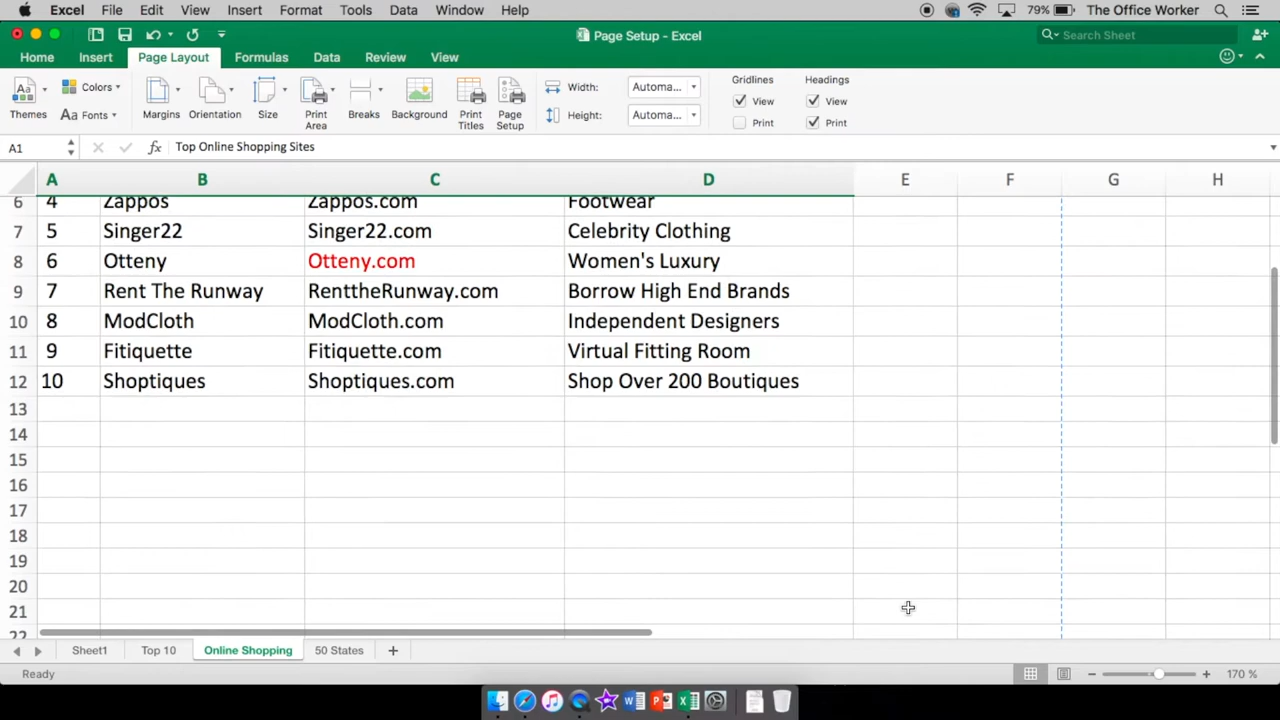 Excel File Edit View Insert Format Tools Data Window Help 79% The Office Worker
Page Setup - Excel Search Sheet
Home Insert Page Layout Formulas Data Review View
Themes Colors Fonts Margins Orientation Size Print Area Breaks Background Print Titles Page Setup Width: Automa... Height: Automa... Gridlines View Print Headings View Print
A1 fx Top Online Shopping Sites
A B C D E F G H
6 4 Zappos Zappos.com Footwear
7 5 Singer22 Singer22.com Celebrity Clothing
8 6 Otteny Otteny.com Women's Luxury
9 7 Rent The Runway RenttheRunway.com Borrow High End Brands
10 8 ModCloth ModCloth.com Independent Designers
11 9 Fitiquette Fitiquette.com Virtual Fitting Room
12 10 Shoptiques Shoptiques.com Shop Over 200 Boutiques
13
14
15
16
17
18
19
20
21
22
Sheet1 Top 10 Online Shopping 50 States
Ready 170 %